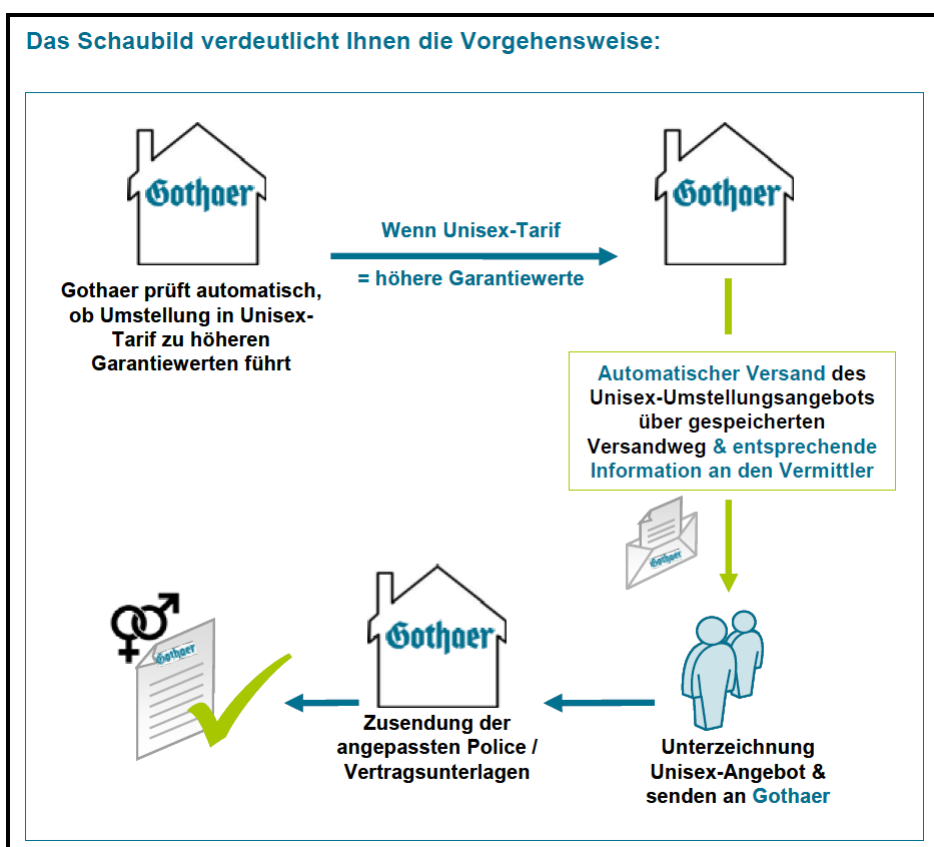 Das Schaubild verdeutlicht Ihnen die Vorgehensweise:
Gothaer
Gothaer prüft automatisch,
ob Umstellung in Unisex-
Tarif zu höheren
Garantiewerten führt
Wenn Unisex-Tarif
= höhere Garantiewerte
Gothaer
Automatischer Versand des
Unisex-Umstellungsangebots
über gespeicherten
Versandweg & entsprechende
Information an den Vermittler
Gothaer
Unterzeichnung
Unisex-Angebot &
senden an Gothaer
Gothaer
Zusendung der
angepassten Police /
Vertragsunterlagen
Gothaer